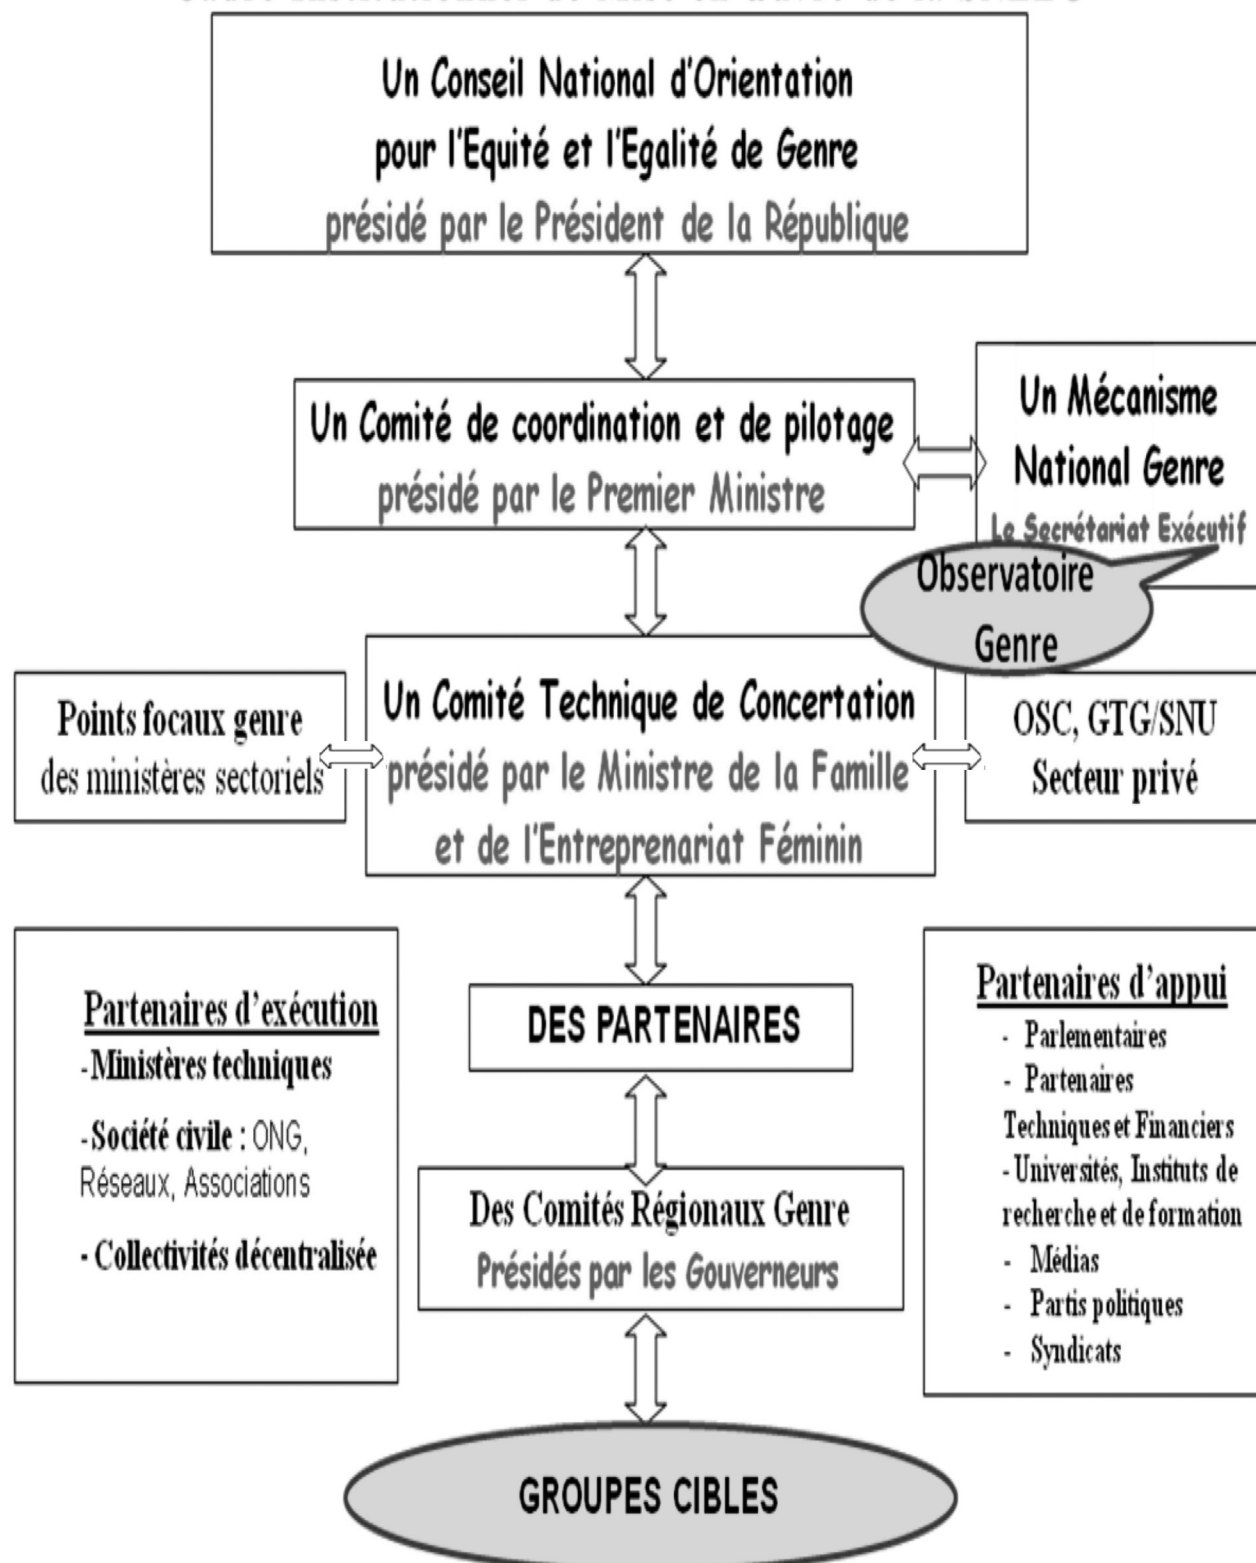 Un Conseil National d'Orientation
pour l'Equité et l'Egalité de Genre
présidé par le Président de la République
Un Comité de coordination et de pilotage
présidé par le Premier Ministre
Un Mécanisme
National Genre
Le Secrétariat Exécutif
Observatoire
Genre
Points focaux genre
des ministères sectoriels
Un Comité Technique de Concertation
présidé par le Ministre de la Famille
et de l'Entreprenariat Féminin
OSC, GTG/SNU
Secteur privé
Partenaires d'exécution
-Ministères techniques
-Société civile : ONG,
Réseaux, Associations
- Collectivités décentralisée
DES PARTENAIRES
Des Comités Régionaux Genre
Présidés par les Gouverneurs
Partenaires d'appui
- Parlementaires
- Partenaires
Techniques et Financiers
- Universités, Instituts de
recherche et de formation
- Médias
- Partis politiques
- Syndicats
GROUPES CIBLES